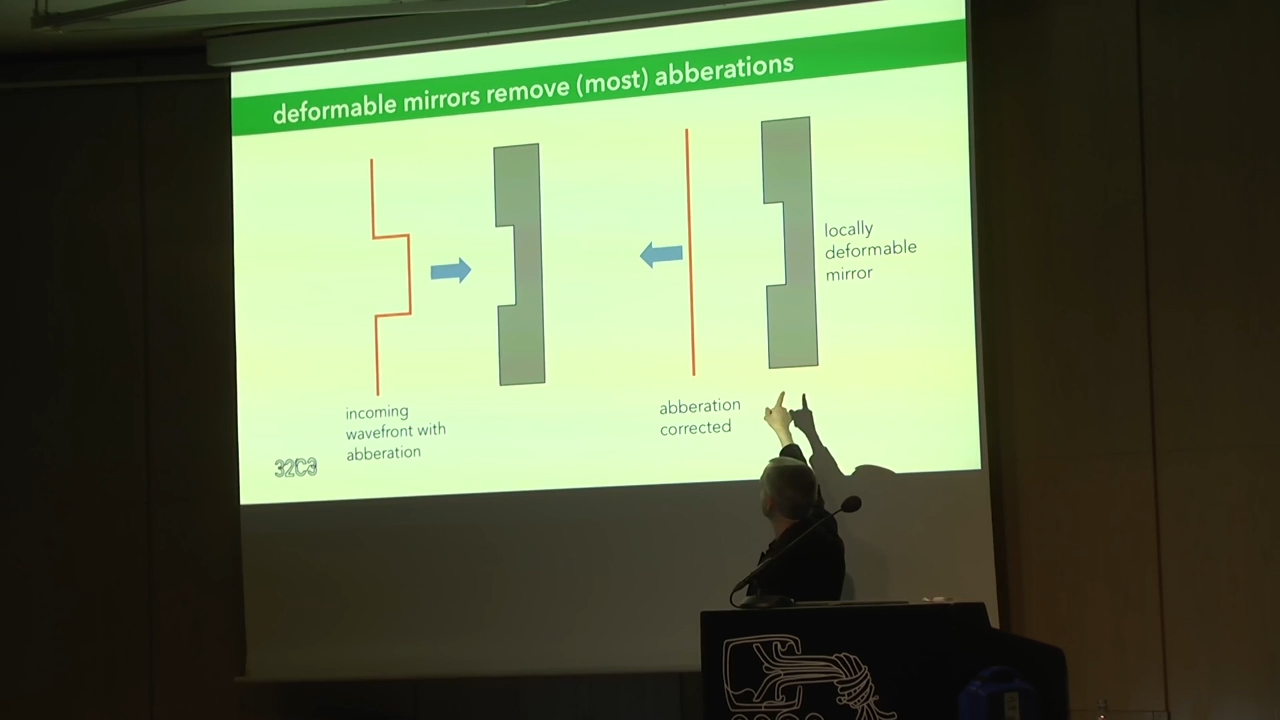 deformable mirrors remove (most) abberations
locally
deformable
mirror
incoming
wavefront with
abberation
abberation
corrected
32C3